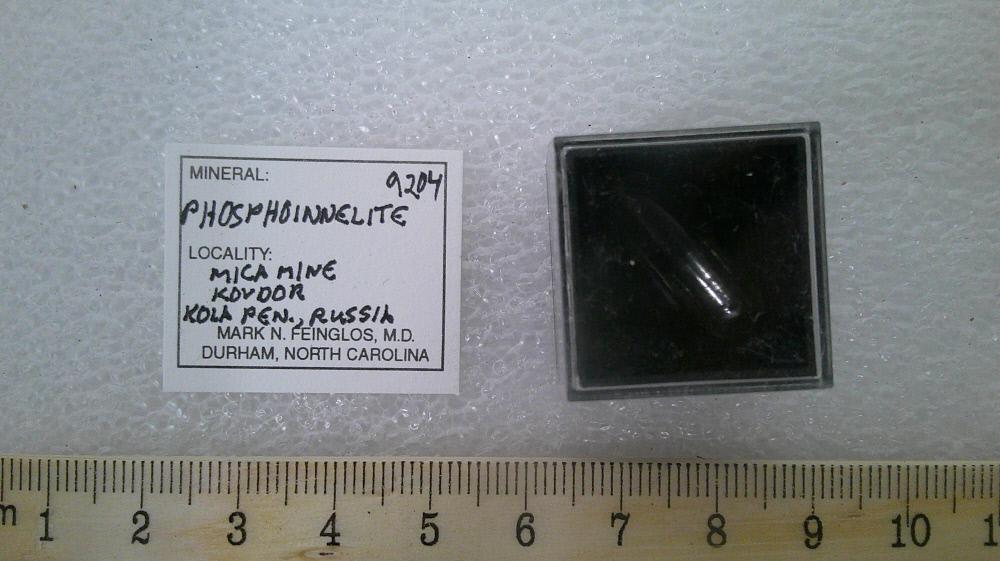 MINERAL:
9204
PHOSPHOINNELITE
LOCALITY:
MICA MINE
KOVDOR
KOLA PEN., RUSSIA
MARK N. FEINGLOS, M.D.
DURHAM, NORTH CAROLINA
m 1 2 3 4 5 6 7 8 9 10 1